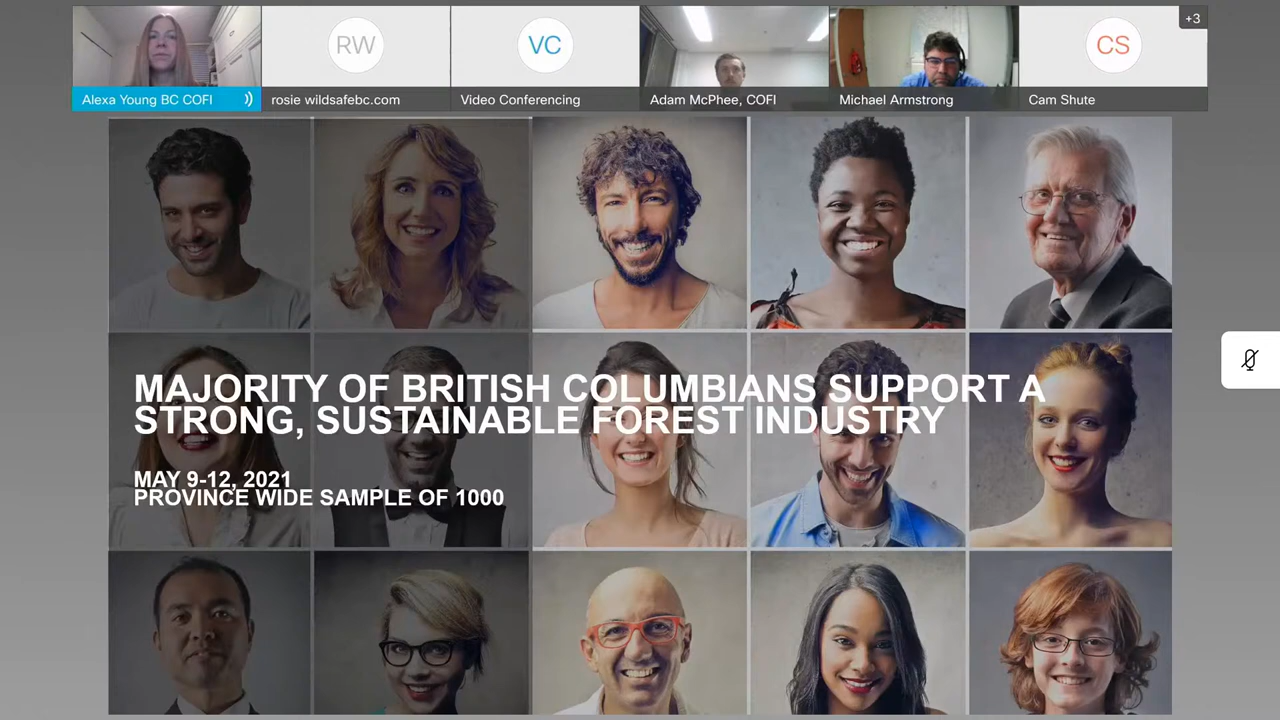 +3
RW
VC
CS
Alexa Young BC COFI
rosie wildsafebc.com
Video Conferencing
Adam McPhee, COFI
Michael Armstrong
Cam Shute
MAJORITY OF BRITISH COLUMBIANS SUPPORT A
STRONG, SUSTAINABLE FOREST INDUSTRY
MAY 9-12, 2021
PROVINCE WIDE SAMPLE OF 1000